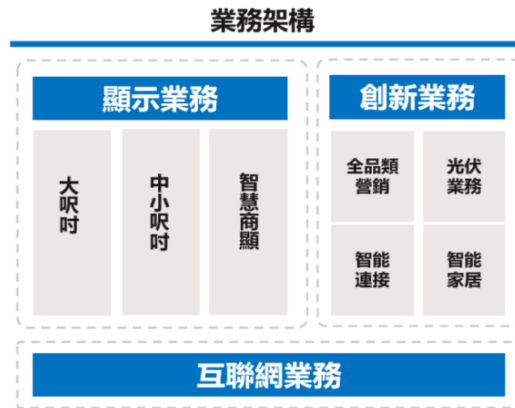 業務架構
顯示業務
大呎吋
中小呎吋
智慧商顯
創新業務
全品類
營銷
光伏
業務
智能
連接
智能
家居
互聯網業務